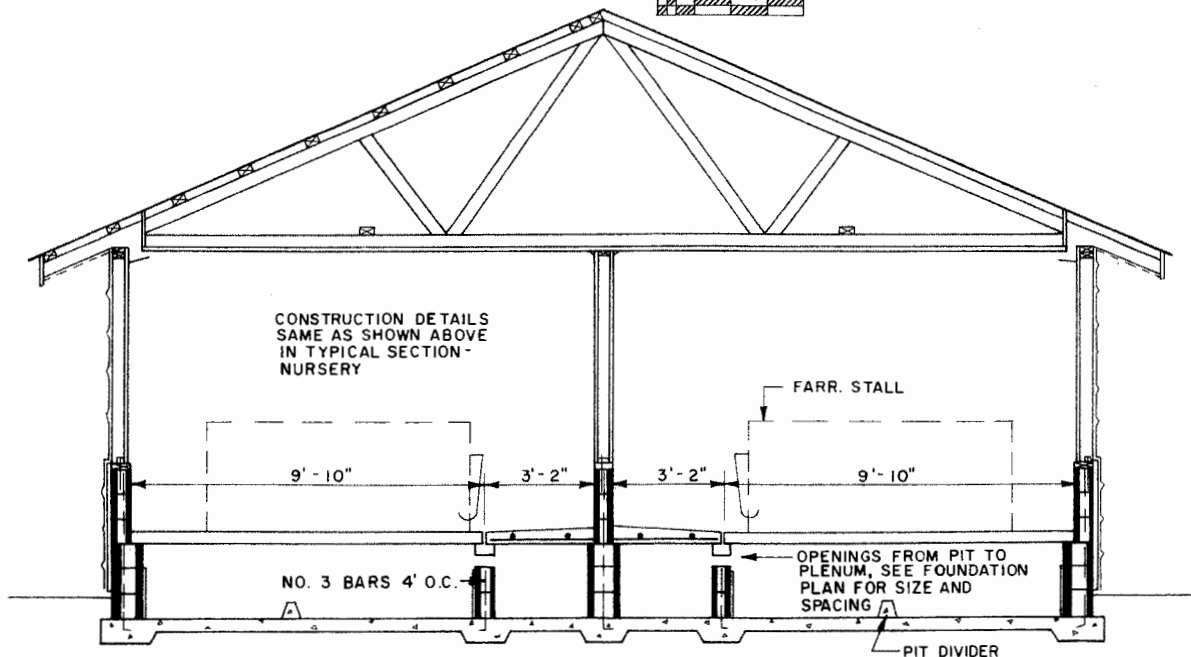 CONSTRUCTION DETAILS
SAME AS SHOWN ABOVE
IN TYPICAL SECTION-
NURSERY
FARR. STALL
9'-10"
3'-2"
3'-2"
9'-10"
NO. 3 BARS 4' O.C.
OPENINGS FROM PIT TO
PLENUM, SEE FOUNDATION
PLAN FOR SIZE AND
SPACING
PIT DIVIDER